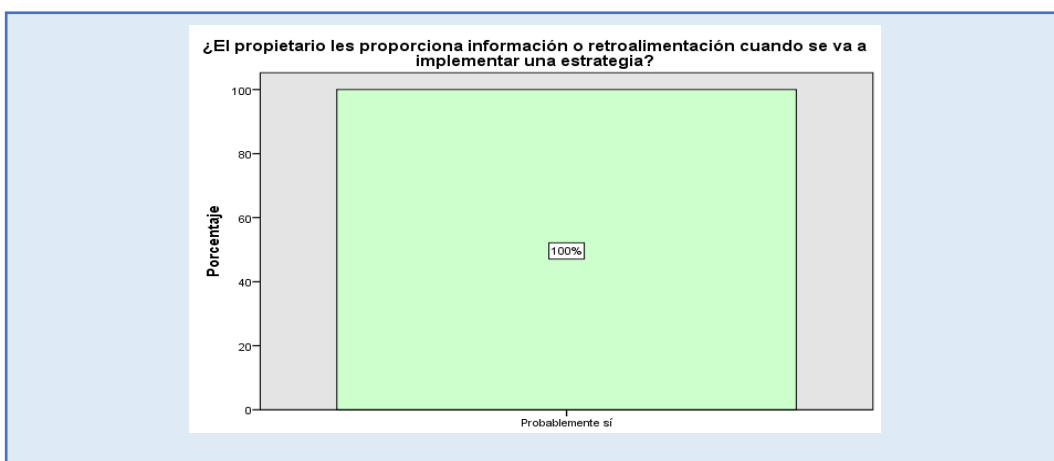 ¿El propietario les proporciona información o retroalimentación cuando se va a
implementar una estrategia?
100
80
60
40
20
0
Porcentaje
100%
Probablemente sí